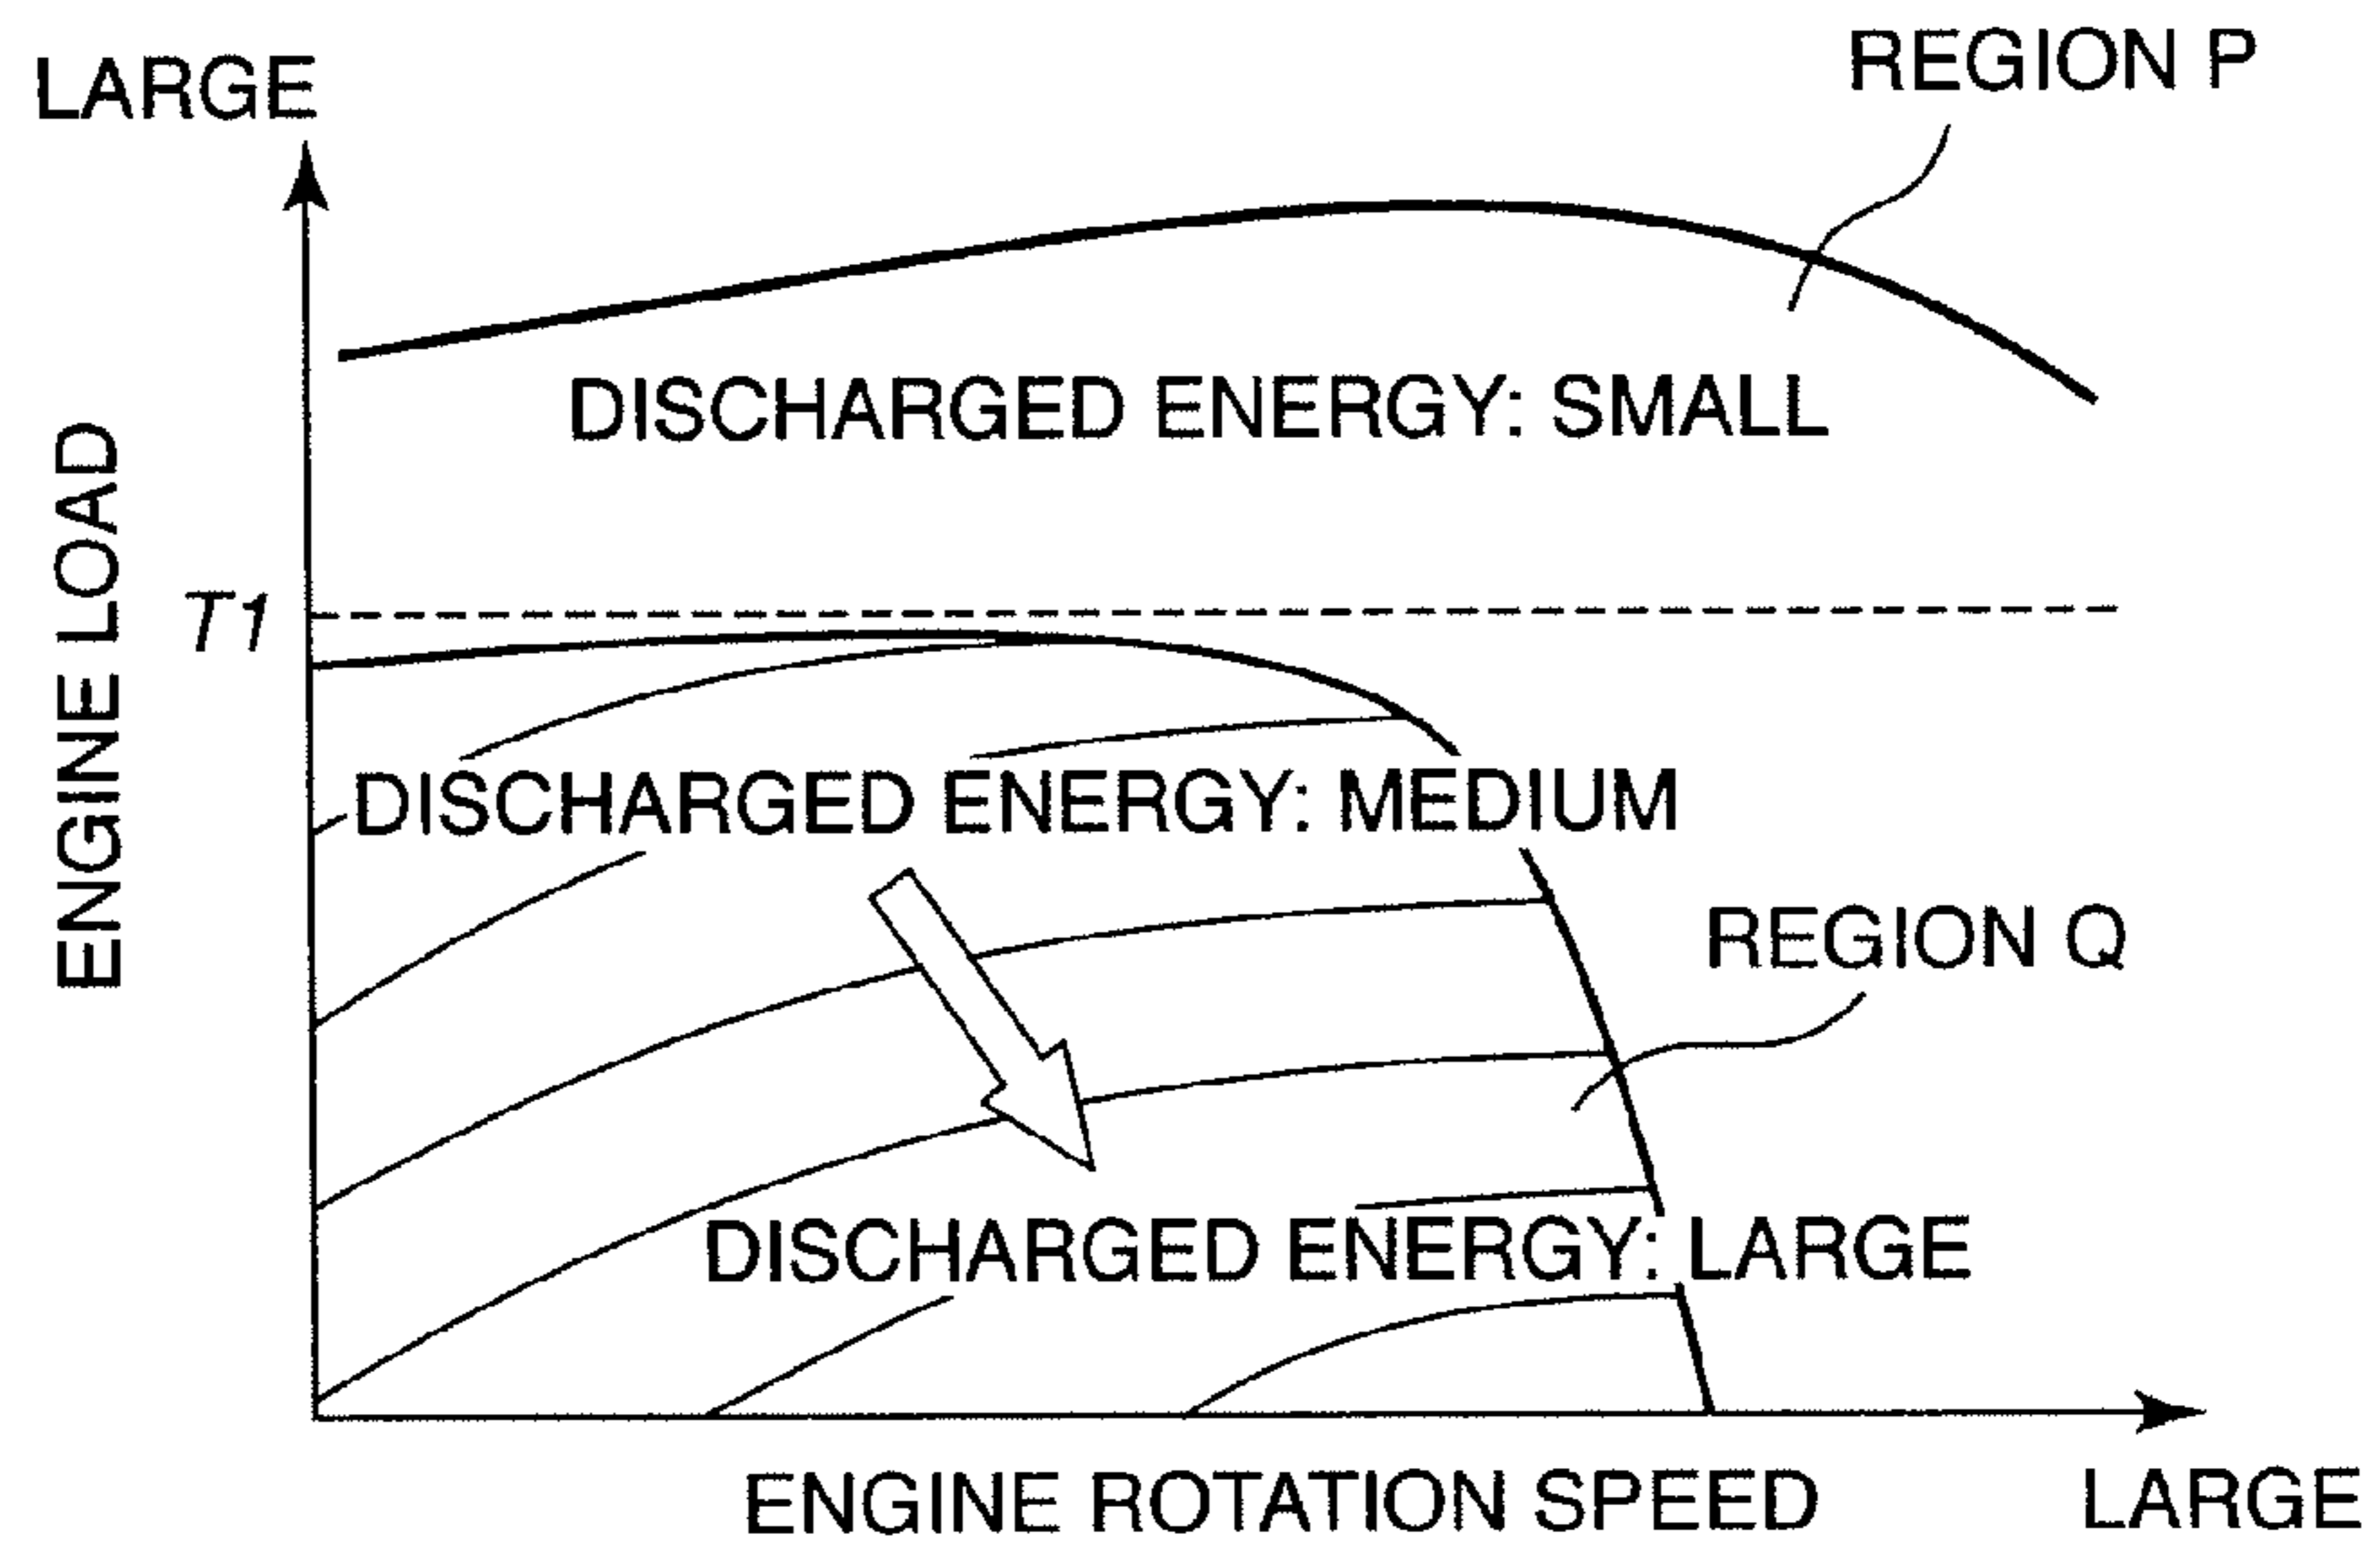 REGION P
LARGE
DISCHARGED ENERGY: SMALL
ENGINE LOAD
T1
DISCHARGED ENERGY: MEDIUM
REGION Q
DISCHARGED ENERGY: LARGE
ENGINE ROTATION SPEED
LARGE